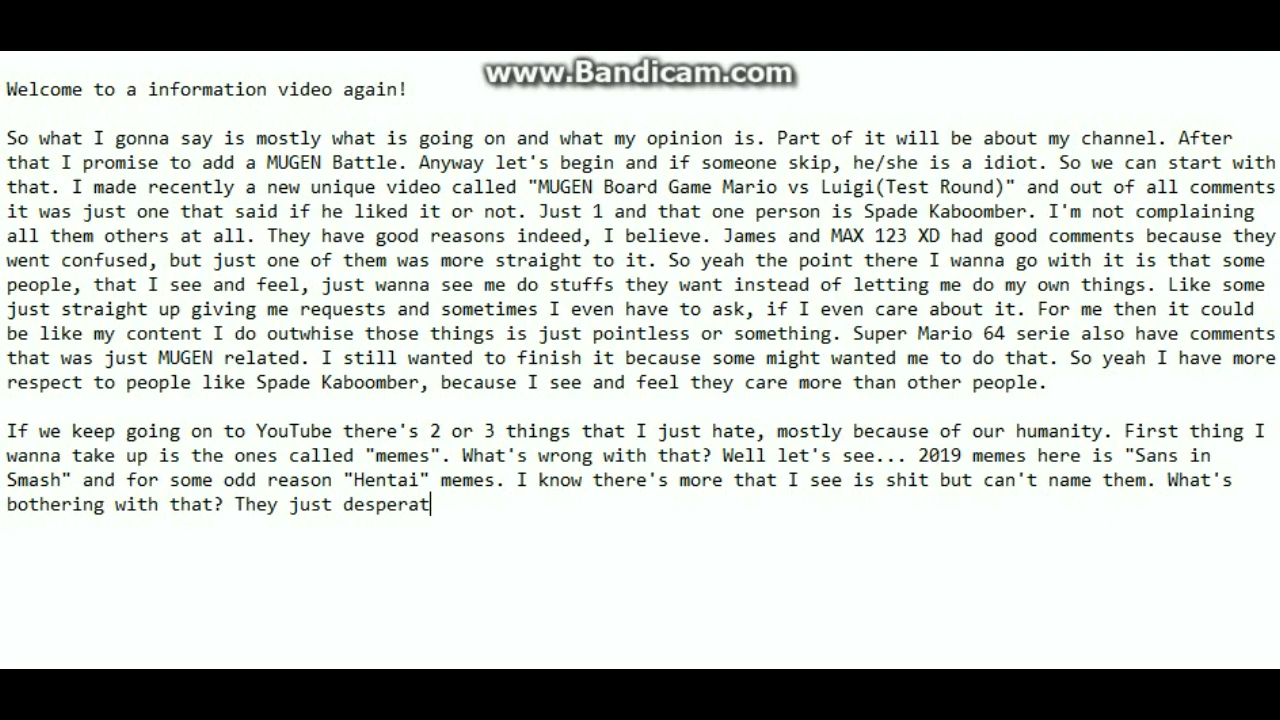 www.Bandicam.com
Welcome to a information video again!
So what I gonna say is mostly what is going on and what my opinion is. Part of it will be about my channel. After
that I promise to add a MUGEN Battle. Anyway let's begin and if someone skip, he/she is a idiot. So we can start with
that. I made recently a new unique video called "MUGEN Board Game Mario vs Luigi(Test Round)" and out of all comments
it was just one that said if he liked it or not. Just 1 and that one person is Spade Kaboomber. I'm not complaining
all them others at all. They have good reasons indeed, I believe. James and MAX 123 XD had good comments because they
went confused, but just one of them was more straight to it. So yeah the point there I wanna go with it is that some
people, that I see and feel, just wanna see me do stuffs they want instead of letting me do my own things. Like some
just straight up giving me requests and sometimes I even have to ask, if I even care about it. For me then it could
be like my content I do outwhise those things is just pointless or something. Super Mario 64 serie also have comments
that was just MUGEN related. I still wanted to finish it because some might wanted me to do that. So yeah I have more
respect to people like Spade Kaboomber, because I see and feel they care more than other people.
If we keep going on to YouTube there's 2 or 3 things that I just hate, mostly because of our humanity. First thing I
wanna take up is the ones called "memes". What's wrong with that? Well let's see... 2019 memes here is "Sans in
Smash" and for some odd reason "Hentai" memes. I know there's more that I see is shit but can't name them. What's
bothering with that? They just desperat